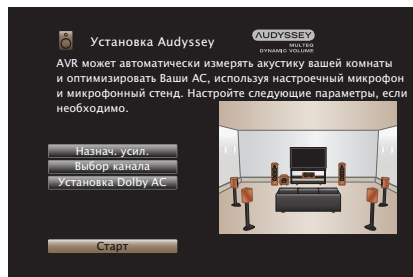 Установка Audyssey
AUDYSSEY
MULTEQ
DYNAMIC VOLUME
AVR может автоматически измерять акустику вашей комнаты
и оптимизировать Ваши АС, используя настроечный микрофон
и микрофонный стенд. Настройте следующие параметры, если
необходимо.
Назнач. усил.
Выбор канала
Установка Dolby АС
Старт